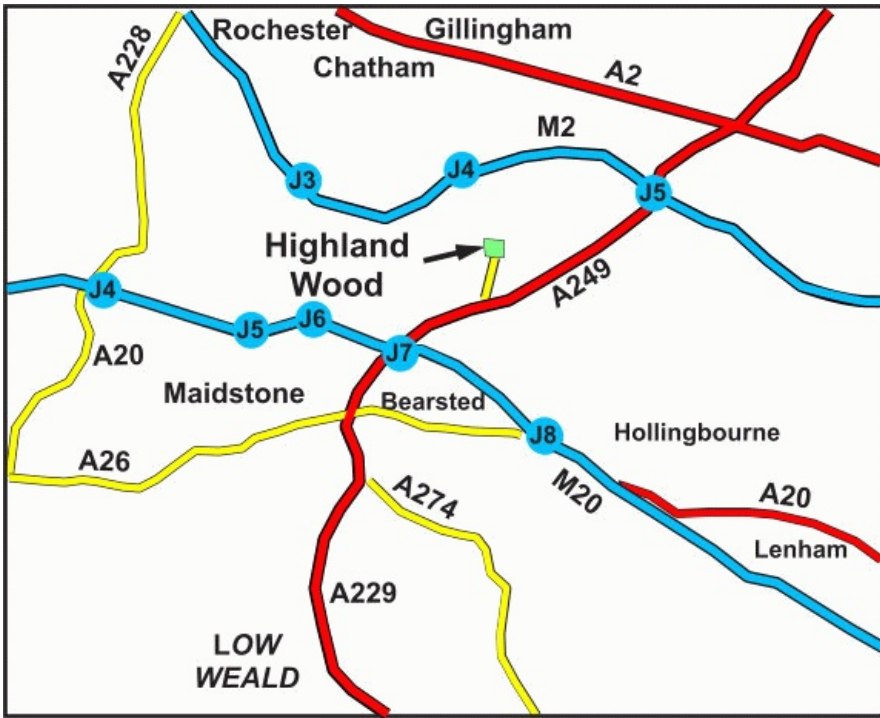 Rochester
Gillingham
A228
Chatham
A2
M2
J3
J4
J5
Highland
Wood
A249
J4
J5
J6
J7
A20
Maidstone
Bearsted
J8
Hollingbourne
A26
M20
A274
A20
Lenham
A229
LOW
WEALD